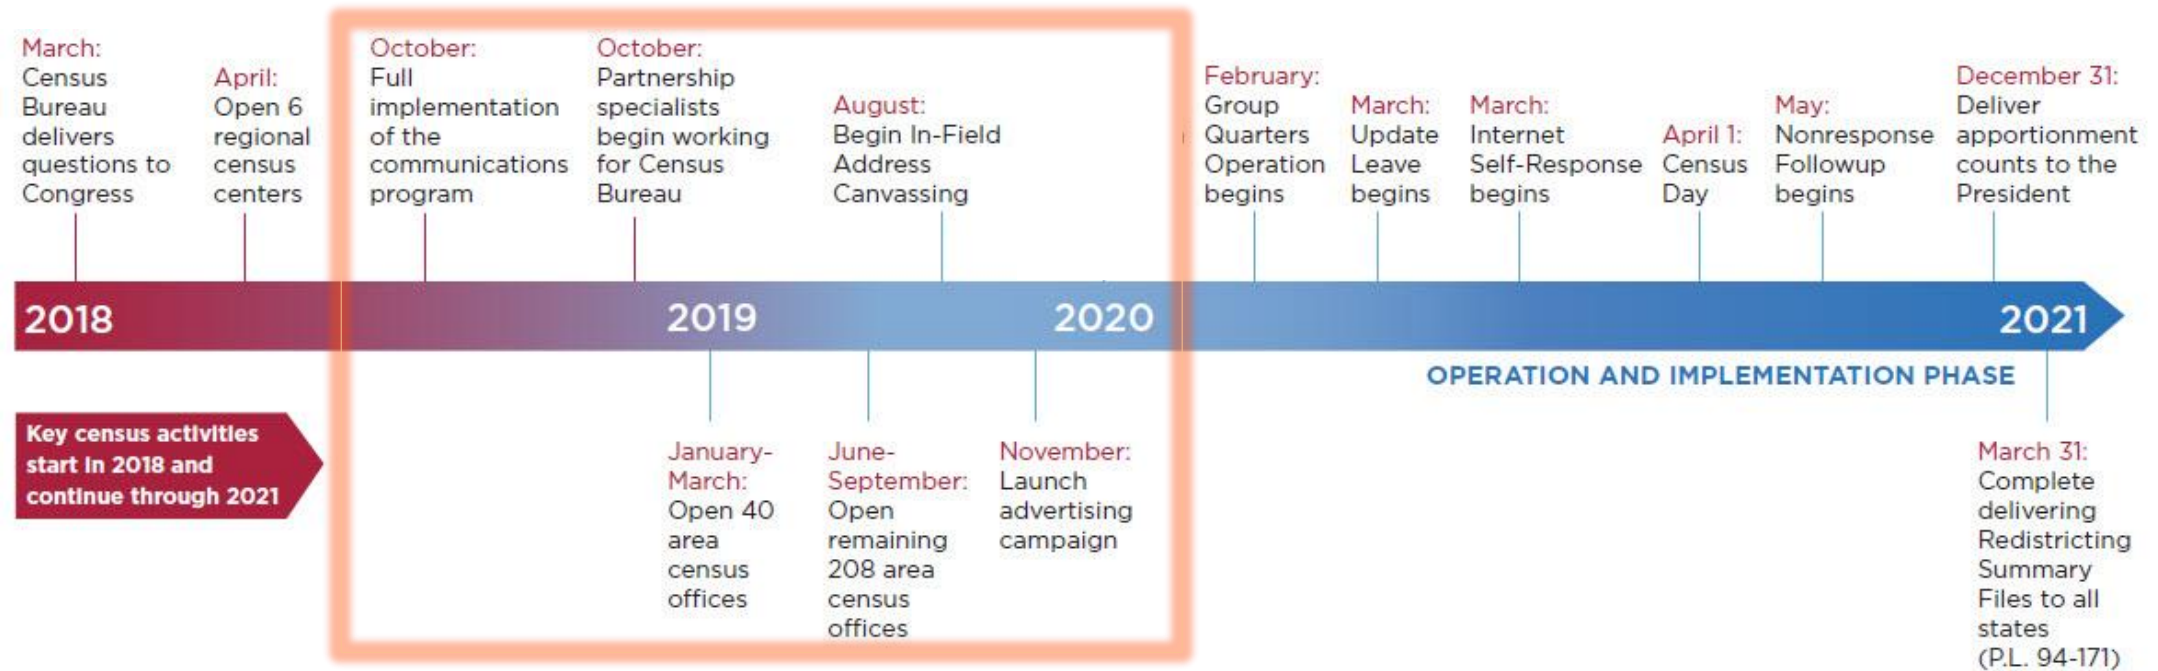 March:
Census
Bureau
delivers
questions to
Congress
April:
Open 6
regional
census
centers
October:
Full
implementation
of the
communications
program
October:
Partnership
specialists
begin working
for Census
Bureau
August:
Begin In-Field
Address
Canvassing
February:
Group
Quarters
Operation
begins
March:
Update
Leave
begins
March:
Internet
Self-Response
begins
April 1:
Census
Day
May:
Nonresponse
Followup
begins
December 31:
Deliver
apportionment
counts to the
President
2018
2019
2020
2021
OPERATION AND IMPLEMENTATION PHASE
Key census activities
start in 2018 and
continue through 2021
January-
March:
Open 40
area
census
offices
June-
September:
Open
remaining
208 area
census
offices
November:
Launch
advertising
campaign
March 31:
Complete
delivering
Redistricting
Summary
Files to all
states
(P.L. 94-171)